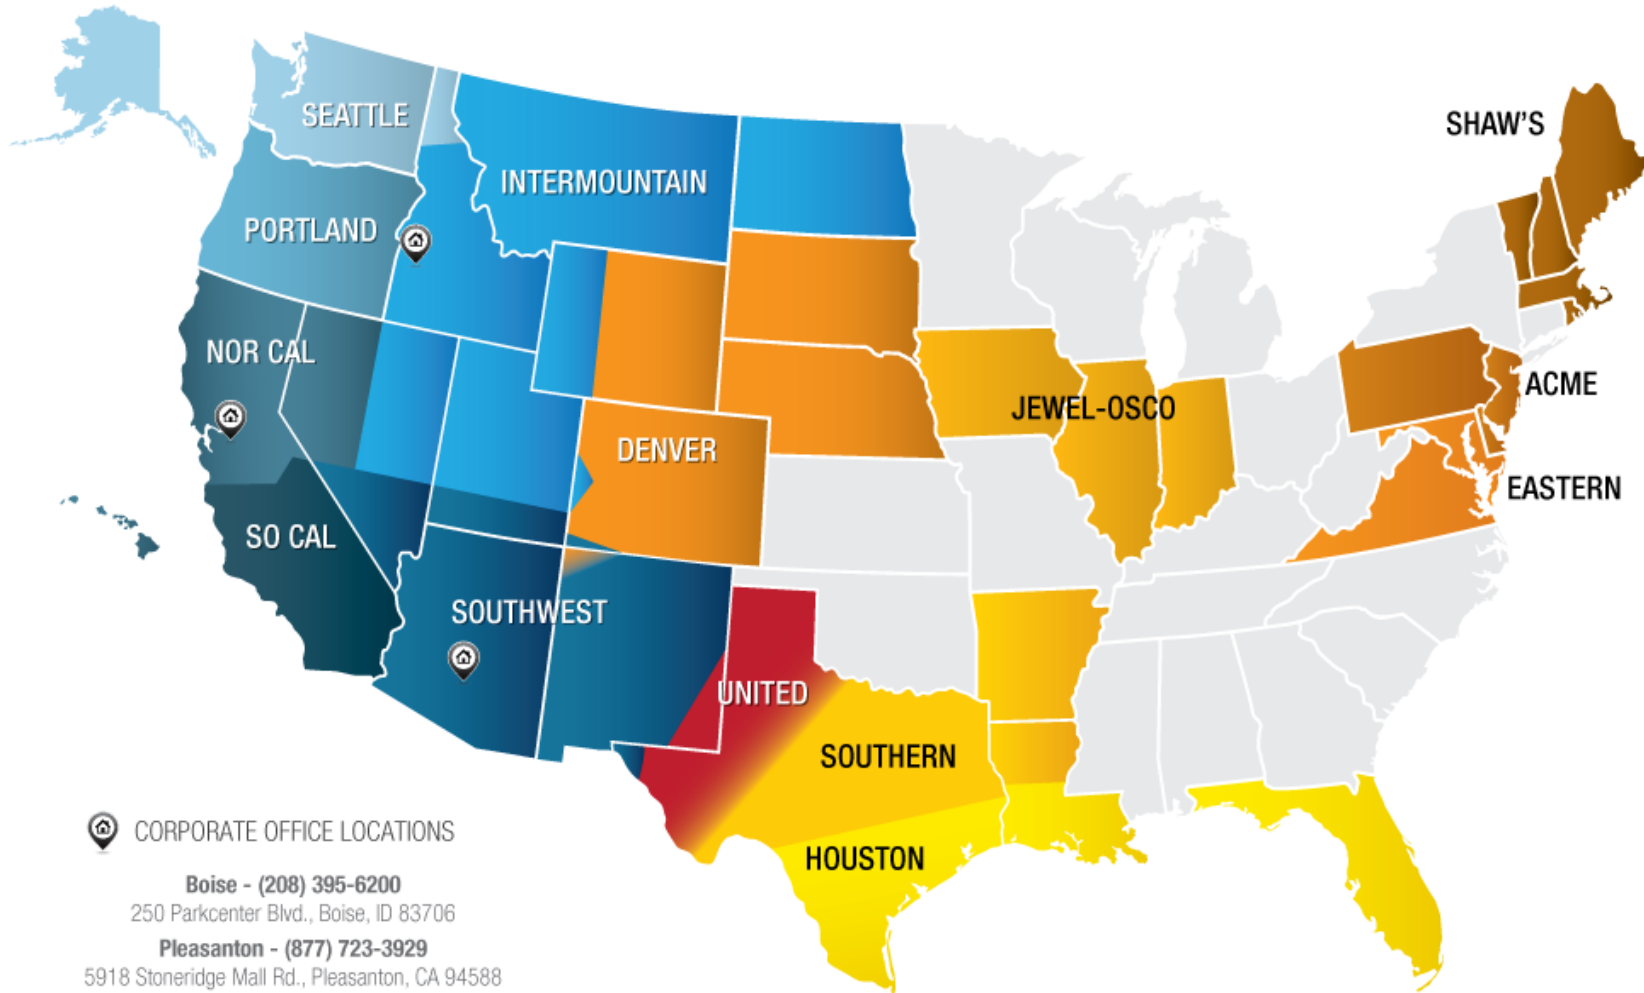 SEATTLE
SHAW'S
INTERMOUNTAIN
PORTLAND
NOR CAL
ACME
JEWEL-OSCO
DENVER
EASTERN
SO CAL
SOUTHWEST
UNITED
SOUTHERN
HOUSTON
CORPORATE OFFICE LOCATIONS
Boise - (208) 395-6200
250 Parkcenter Blvd., Boise, ID 83706
Pleasanton - (877) 723-3929
5918 Stoneridge Mall Rd., Pleasanton, CA 94588